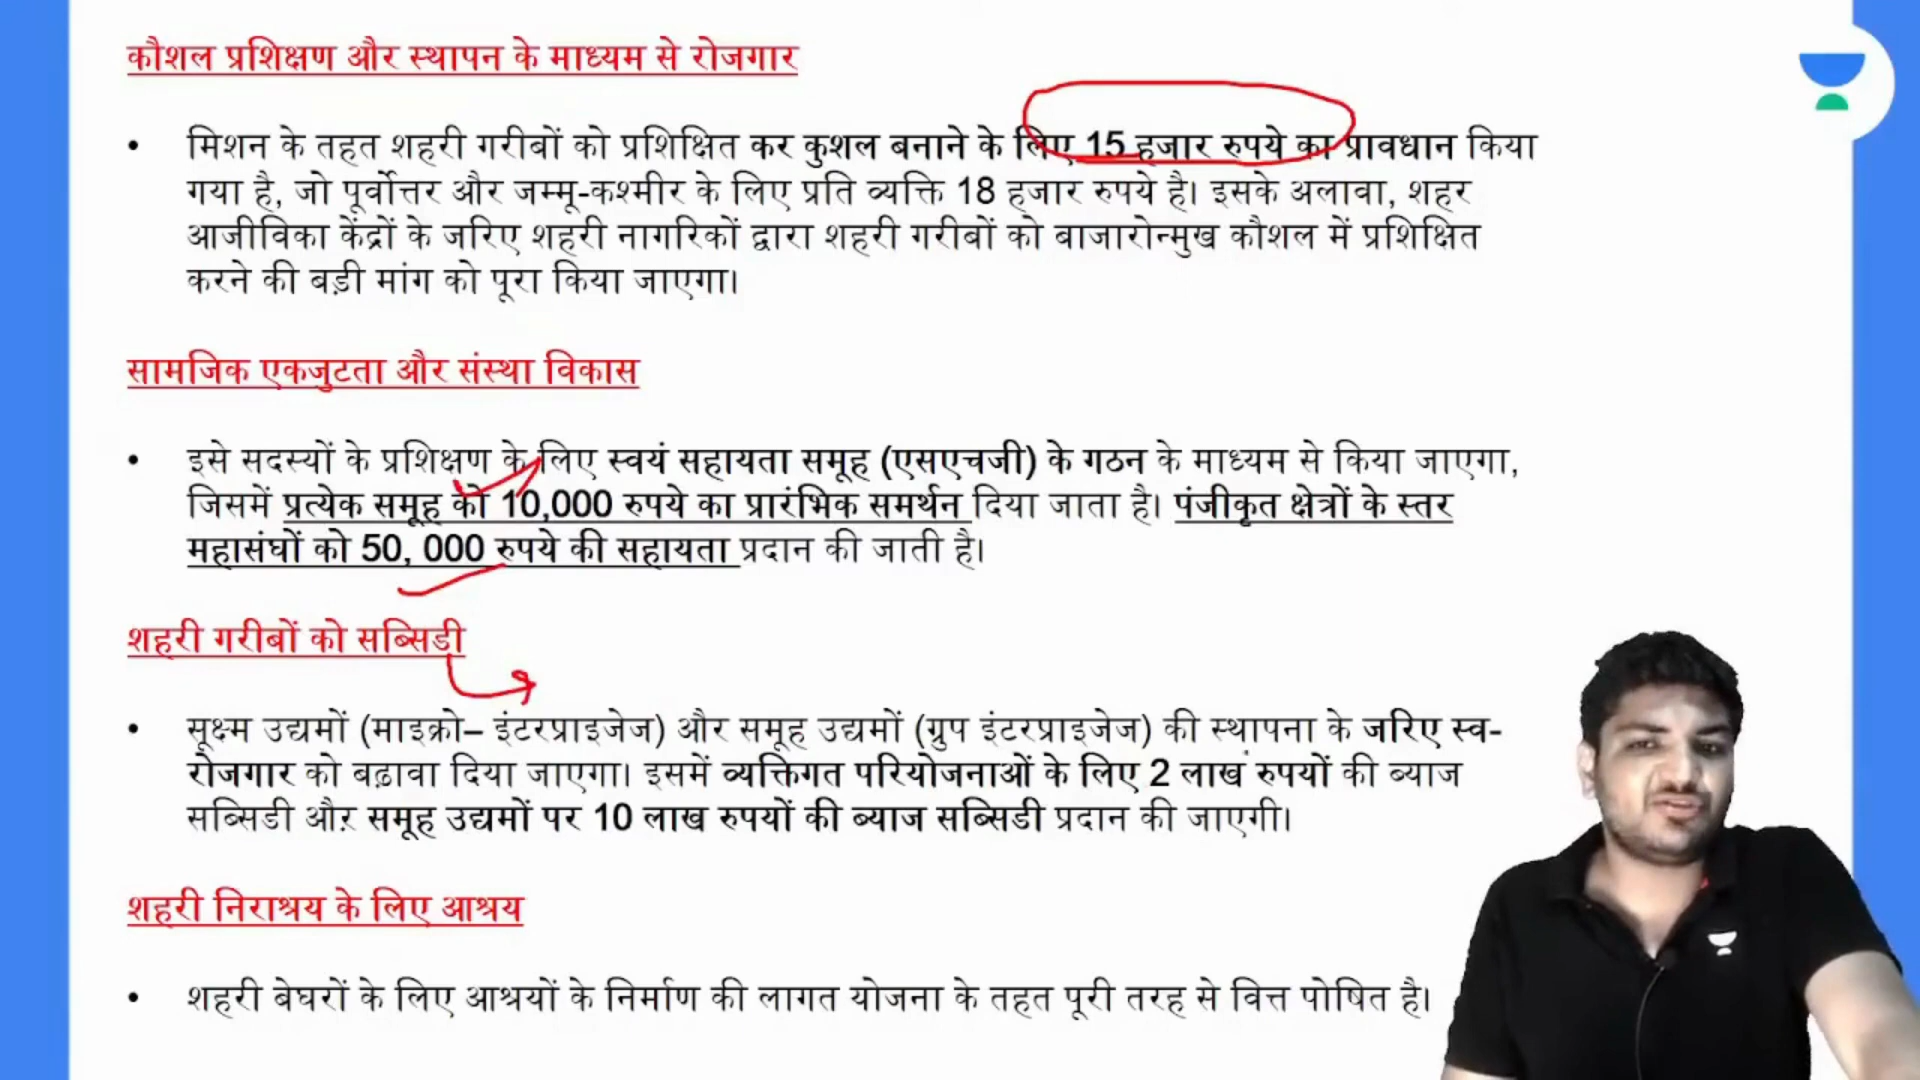 कौशल प्रशिक्षण और स्थापन के माध्यम से रोजगार
• मिशन के तहत शहरी गरीबों को प्रशिक्षित कर कुशल बनाने के लिए 15 हजार रुपये का प्रावधान किया
गया है, जो पूर्वोत्तर और जम्मू-कश्मीर के लिए प्रति व्यक्ति 18 हजार रुपये है। इसके अलावा, शहर
आजीविका केंद्रों के जरिए शहरी नागरिकों द्वारा शहरी गरीबों को बाजारोन्मुख कौशल में प्रशिक्षित
करने की बड़ी मांग को पूरा किया जाएगा।
सामजिक एकजुटता और संस्था विकास
• इसे सदस्यों के प्रशिक्षण के लिए स्वयं सहायता समूह (एसएचजी) के गठन के माध्यम से किया जाएगा,
जिसमें प्रत्येक समूह को 10,000 रुपये का प्रारंभिक समर्थन दिया जाता है। पंजीकृत क्षेत्रों के स्तर
महासंघों को 50, 000 रुपये की सहायता प्रदान की जाती है।
शहरी गरीबों को सब्सिडी
• सूक्ष्म उद्यमों (माइक्रो– इंटरप्राइजेज) और समूह उद्यमों (ग्रुप इंटरप्राइजेज) की स्थापना के जरिए स्व-
रोजगार को बढ़ावा दिया जाएगा। इसमें व्यक्तिगत परियोजनाओं के लिए 2 लाख रुपयों की ब्याज
सब्सिडी औऱ समूह उद्यमों पर 10 लाख रुपयों की ब्याज सब्सिडी प्रदान की जाएगी।
शहरी निराश्रय के लिए आश्रय
• शहरी बेघरों के लिए आश्रयों के निर्माण की लागत योजना के तहत पूरी तरह से वित्त पोषित है।